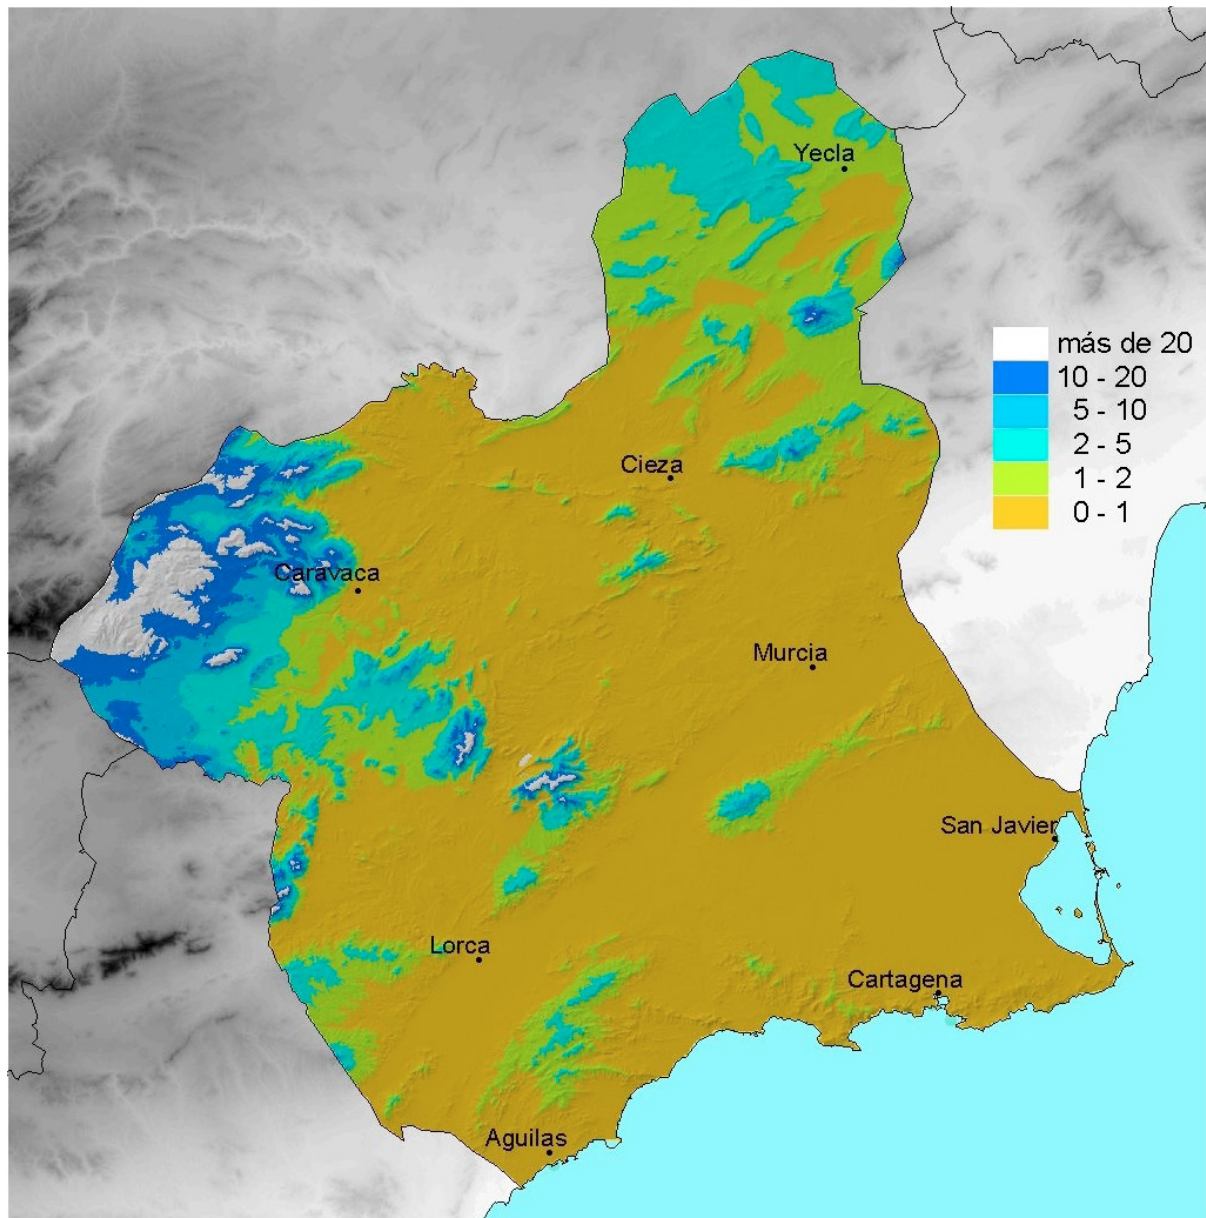 Yecla
más de 20
10 - 20
5 - 10
2 - 5
1 - 2
0 - 1
Cieza
Caravaca
Murcia
San Javier
Lorca
Cartagena
Aguilas